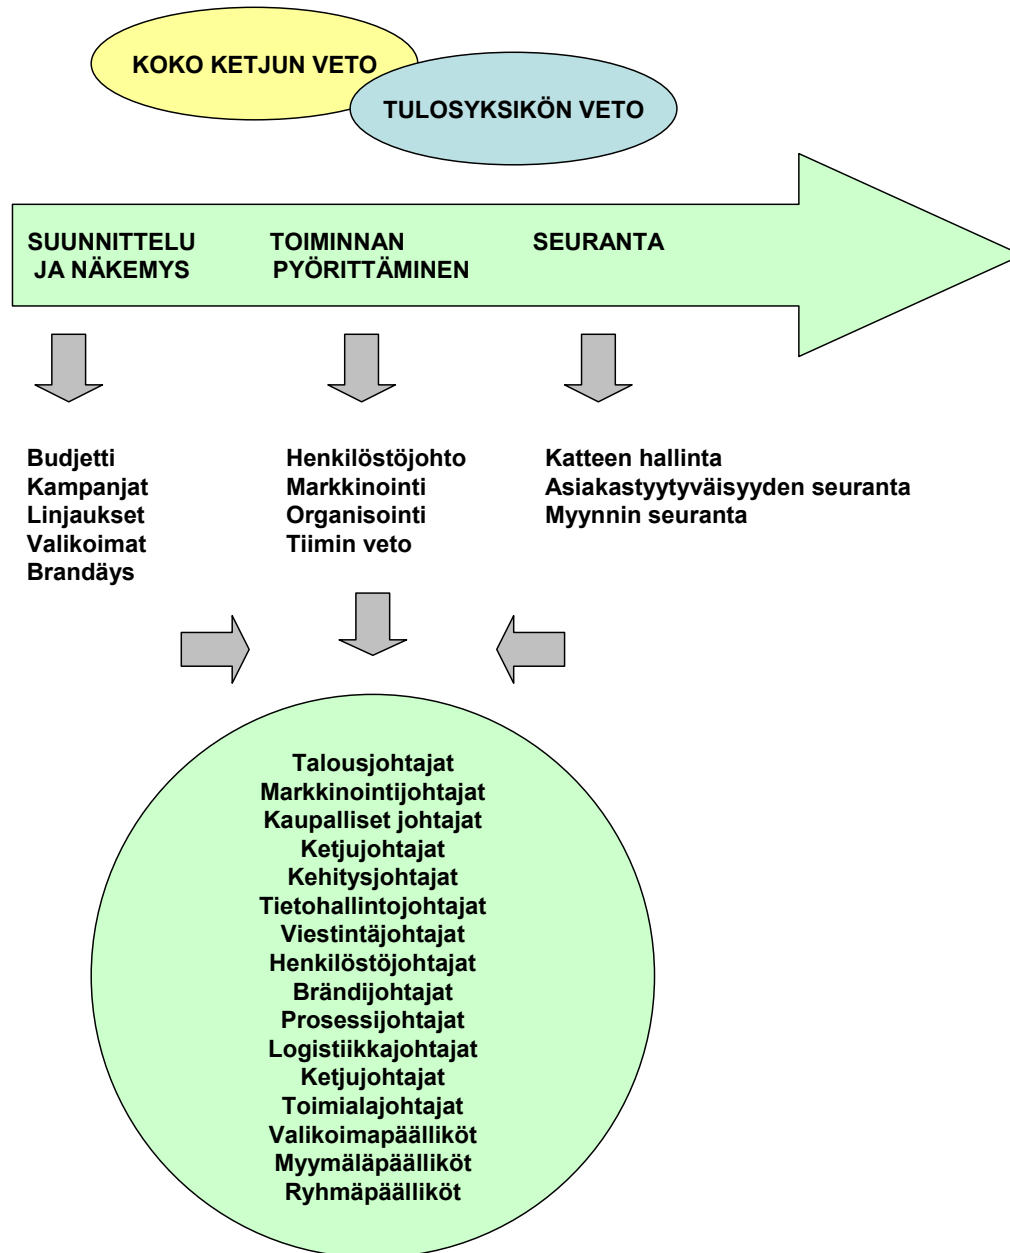 KOKO KETJUN VETO
TULOSYKSIKÖN VETO
SUUNNITTELU
JA NÄKEMYS
TOIMINNAN
PYÖRITTÄMINEN
SEURANTA
Budjetti
Kampanjat
Linjaukset
Valikoimat
Brandäys
Henkilöstöjohto
Markkinointi
Organisointi
Tiimin veto
Katteen hallinta
Asiakastyytyväisyyden seuranta
Myynnin seuranta
Talousjohtajat
Markkinointijohtajat
Kaupalliset johtajat
Ketjujohtajat
Kehitysjohtajat
Tietohallintojohtajat
Viestintäjohtajat
Henkilöstöjohtajat
Brändijohtajat
Prosessijohtajat
Logistiikkajohtajat
Ketjujohtajat
Toimialajohtajat
Valikoimapäälliköt
Myymäläpäälliköt
Ryhmäpäälliköt